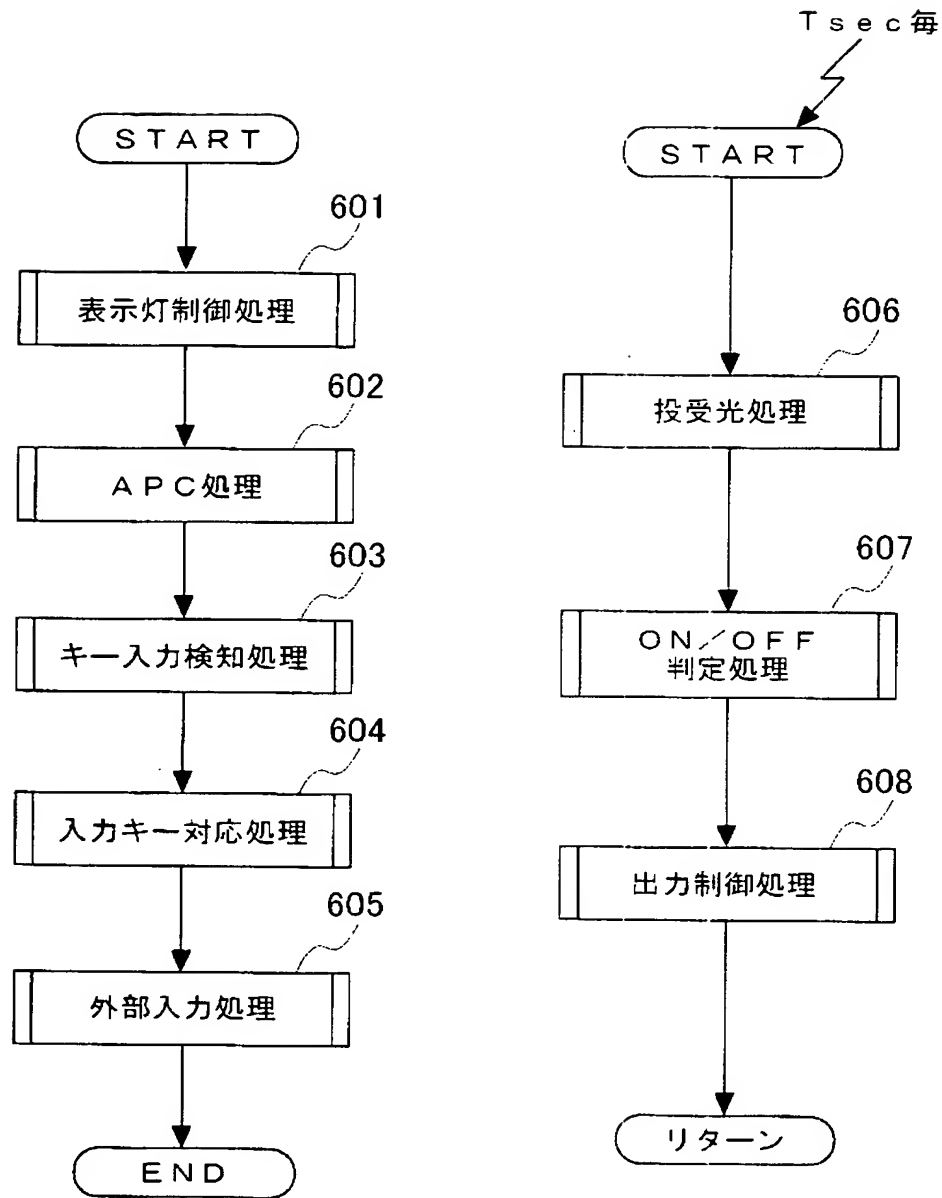 START
601
表示灯制御処理
602
APC処理
603
キー入力検知処理
604
入力キー対応処理
605
外部入力処理
END
Tsec毎
START
606
投受光処理
607
ON/OFF
判定処理
608
出力制御処理
リターン